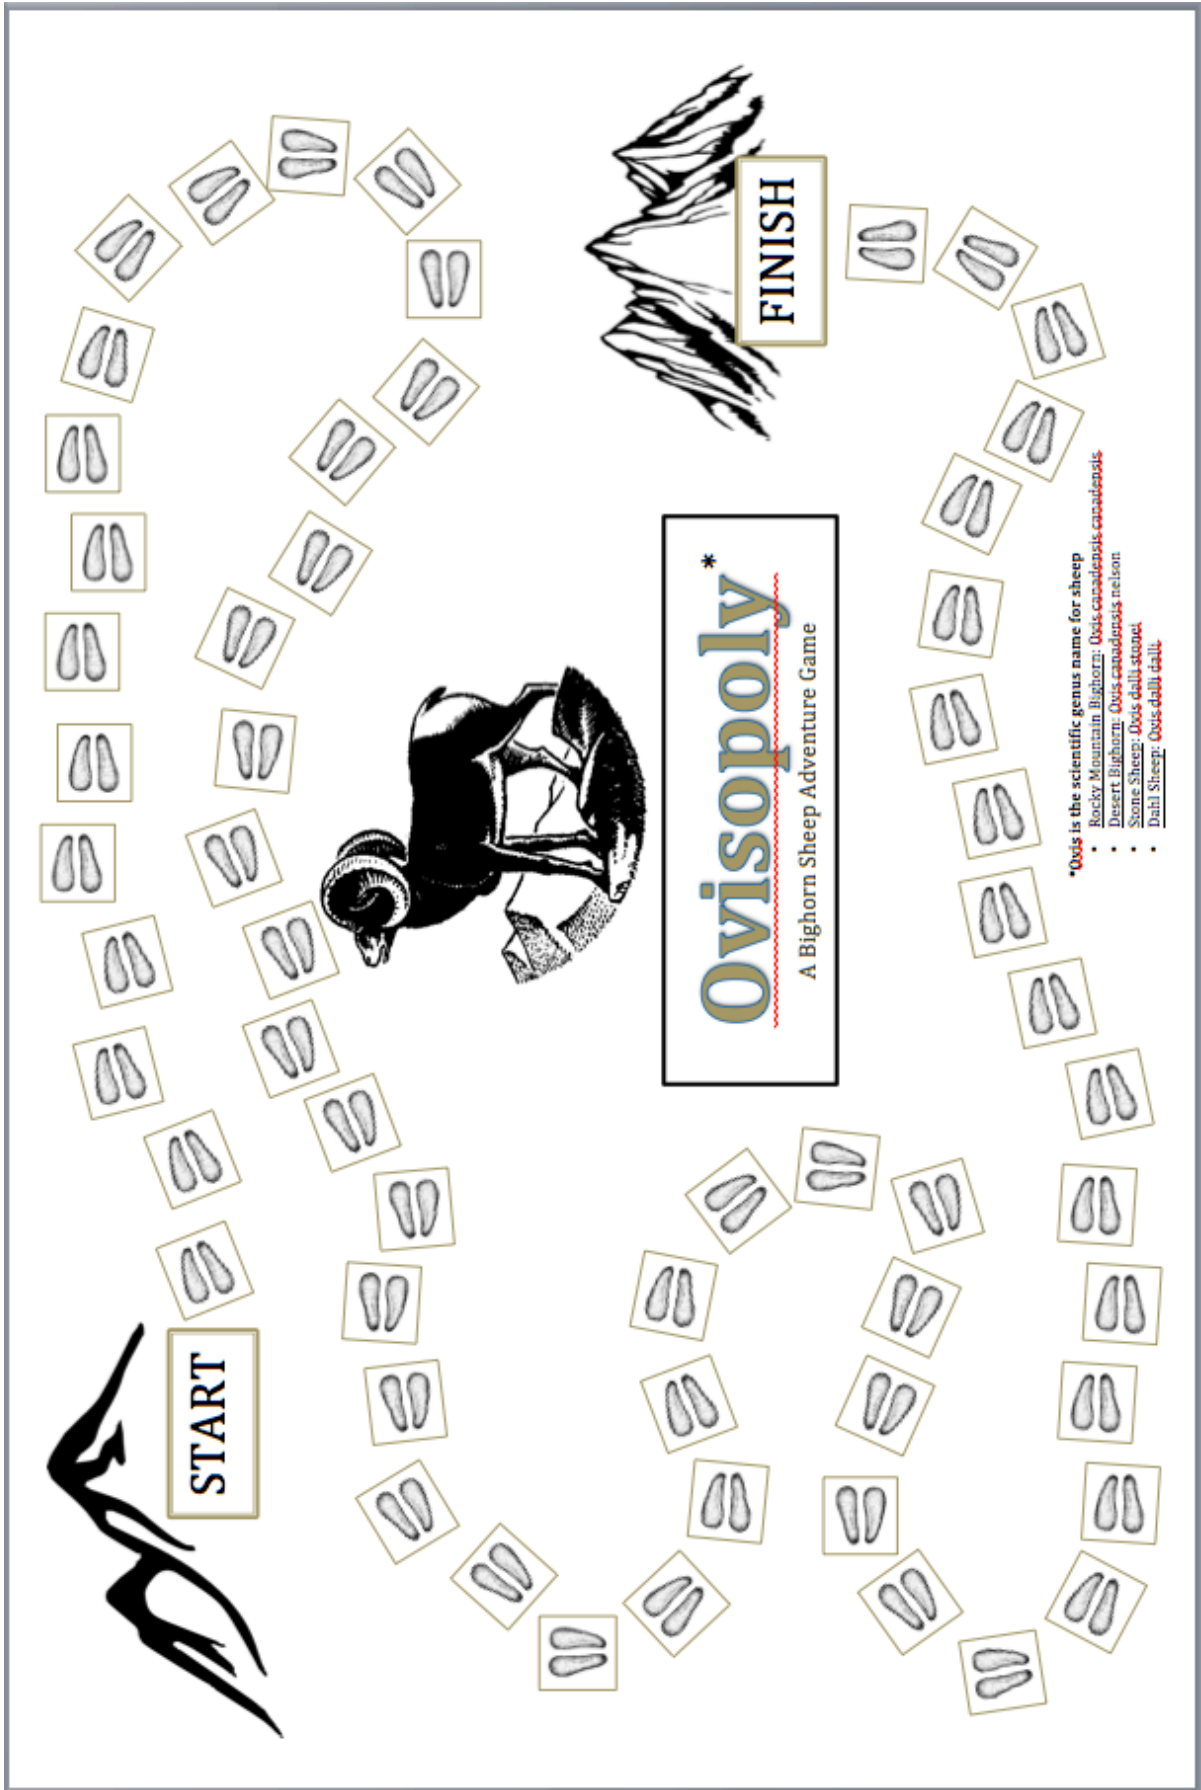 START
FINISH
Ovisopoly*
A Bighorn Sheep Adventure Game
*Ovis is the scientific genus name for sheep
• Rocky Mountain Bighorn: Ovis canadensis canadensis
• Desert Bighorn: Ovis canadensis nelson
• Stone Sheep: Ovis dalli stonei
• Dahl Sheep: Ovis dalli dalli